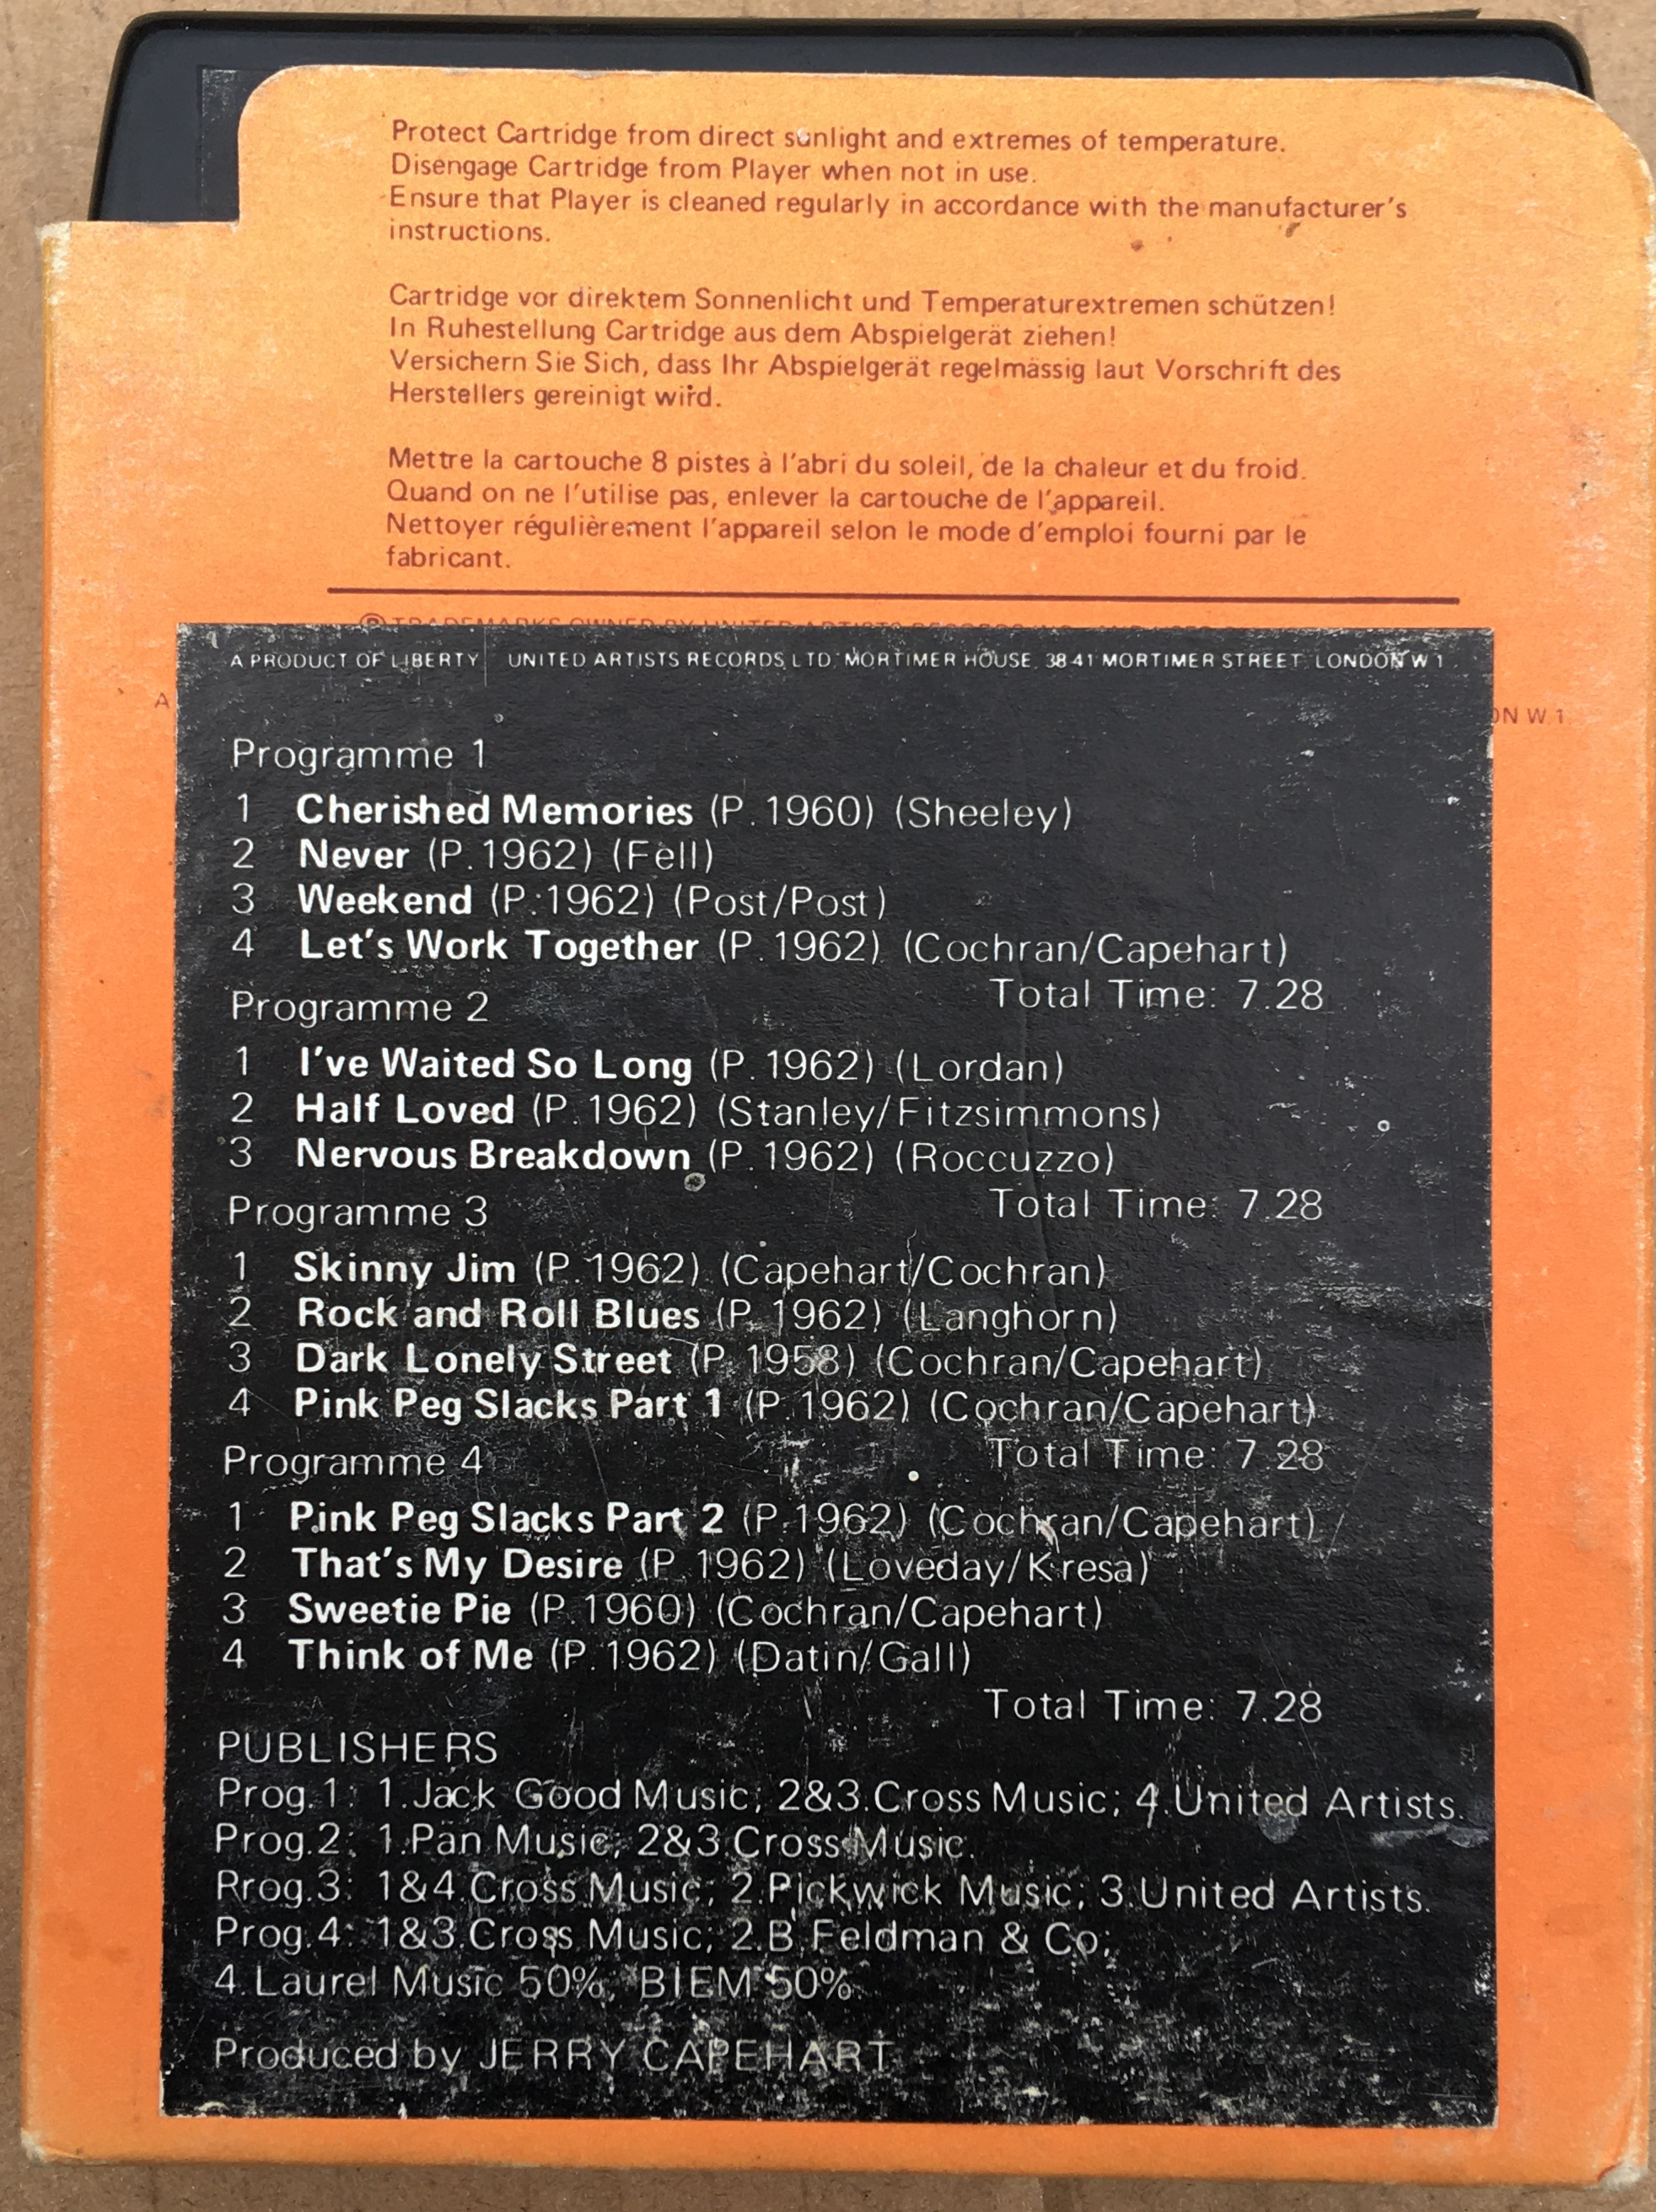 Protect Cartridge from direct sunlight and extremes of temperature.
Disengage Cartridge from Player when not in use.
Ensure that Player is cleaned regularly in accordance with the manufacturer's
instructions.
Cartridge vor direktem Sonnenlicht und Temperaturextremen schützen!
In Ruhestellung Cartridge aus dem Abspielgerät ziehen!
Versichern Sie Sich, dass Ihr Abspielgerät regelmässig laut Vorschrift des
Herstellers gereinigt wird.
Mettre la cartouche 8 pistes à l'abri du soleil, de la chaleur et du froid.
Quand on ne l'utilise pas, enlever la cartouche de l'appareil.
Nettoyer régulièrement l'appareil selon le mode d'emploi fourni par le
fabricant.
TRADEMARKS OWNED BY UNITED ARTISTS RECORDS
A PRODUCT OF LIBERTY UNITED ARTISTS RECORDS LTD. MORTIMER HOUSE, 38-41 MORTIMER STREET, LONDON W 1.
A
ON W.1.
Programme 1
1 Cherished Memories (P.1960) (Sheeley)
2 Never (P.1962) (Fell)
3 Weekend (P.1962) (Post/Post)
4 Let's Work Together (P.1962) (Cochran/Capehart)
Total Time: 7.28
Programme 2
1 I've Waited So Long (P.1962) (Lordan)
2 Half Loved (P.1962) (Stanley/Fitzsimmons)
3 Nervous Breakdown (P.1962) (Roccuzzo)
Total Time: 7.28
Programme 3
1 Skinny Jim (P.1962) (Capehart/Cochran)
2 Rock and Roll Blues (P.1962) (Langhorn)
3 Dark Lonely Street (P.1958) (Cochran/Capehart)
4 Pink Peg Slacks Part 1 (P.1962) (Cochran/Capehart)
Total Time: 7.28
Programme 4
1 Pink Peg Slacks Part 2 (P.1962) (Cochran/Capehart)
2 That's My Desire (P.1962) (Loveday/Kresa)
3 Sweetie Pie (P.1960) (Cochran/Capehart)
4 Think of Me (P.1962) (Datin/Gall)
Total Time: 7.28
PUBLISHERS
Prog.1: 1.Jack Good Music; 2&3.Cross Music; 4.United Artists.
Prog.2: 1.Pan Music; 2&3.Cross Music.
Rrog.3: 1&4.Cross Music; 2.Pickwick Music; 3.United Artists.
Prog.4: 1&3.Cross Music; 2.B.Feldman & Co;
4.Laurel Music 50%, BIEM 50%
Produced by JERRY CAPEHART